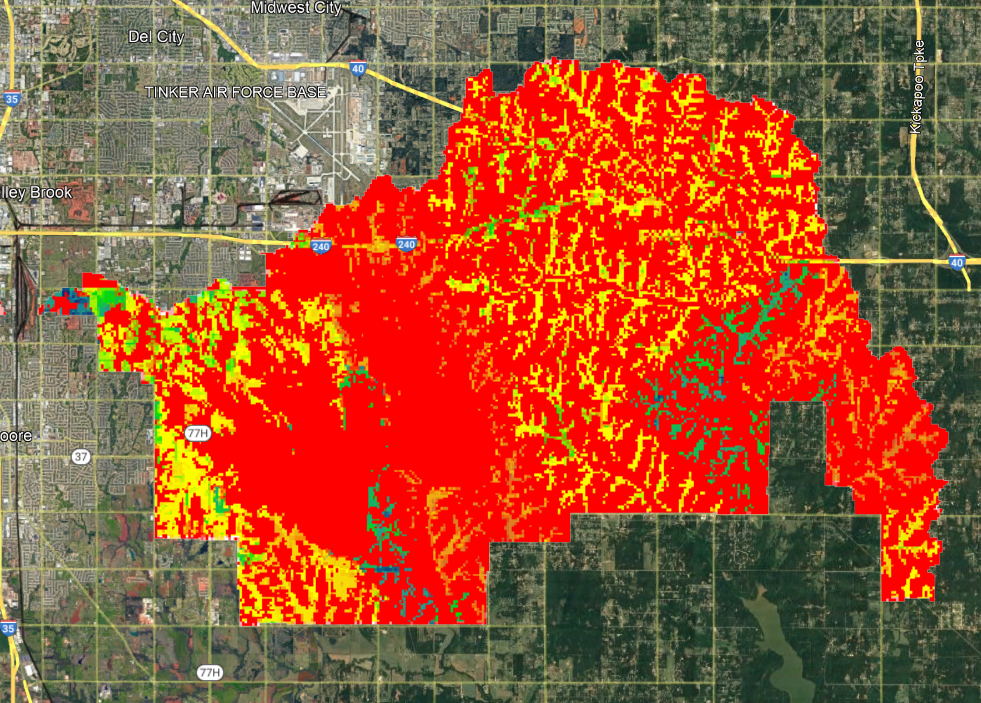 Midwest City
Del City
40
35
TINKER AIR FORCE BASE
Kickapoo Tpke
lley Brook
240
240
40
77H
oore
37
35
77H